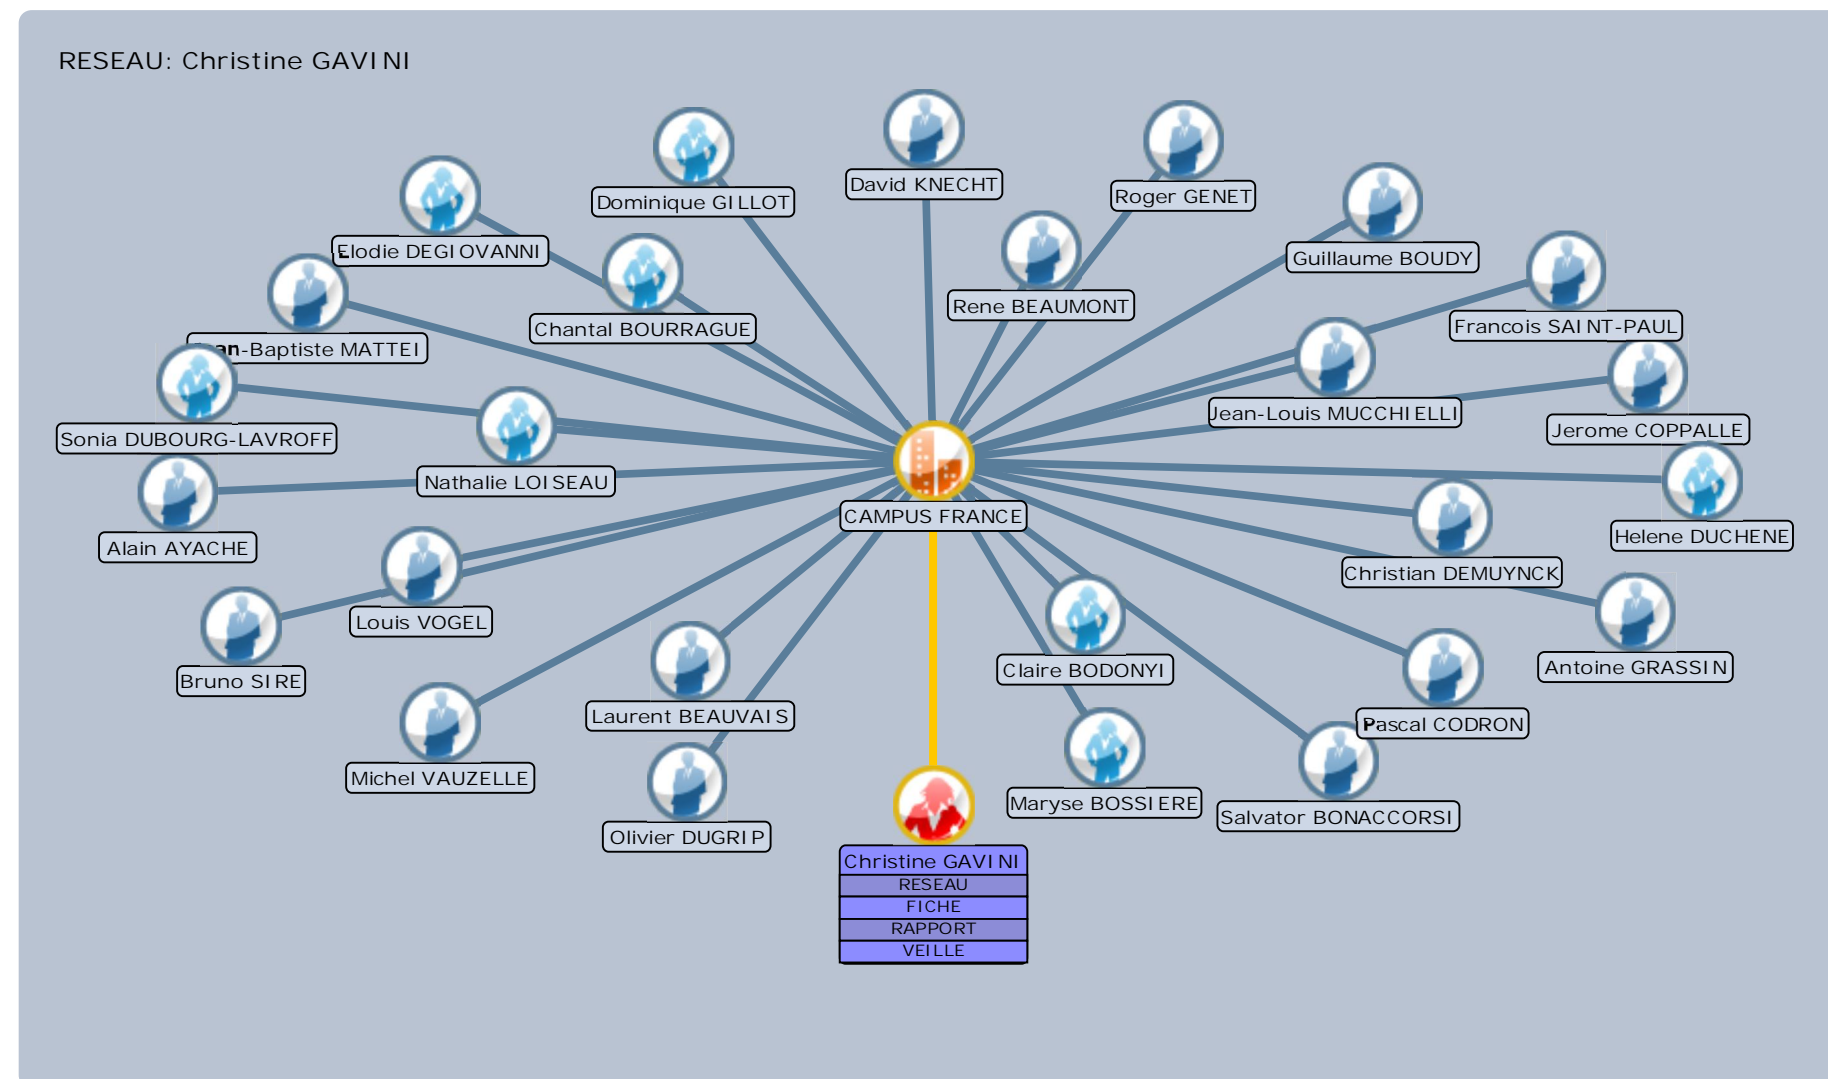 RESEAU: Christine GAVINI
David KNECHT
Roger GENET
Dominique GILLOT
Elodie DEGIOVANNI
Guillaume BOUDY
Rene BEAUMONT
Chantal BOURRAGUE
Francois SAINT-PAUL
an-Baptiste MATTEI
Jean-Louis MUCCHIELLI
Jerome COPPALLE
Sonia DUBOURG-LAVROFF
Nathalie LOISEAU
CAMPUS FRANCE
Helene DUCHENE
Alain AYACHE
Christian DEMUYNCK
Louis VOGEL
Antoine GRASSIN
Claire BODONYI
Bruno SIRE
Laurent BEAUVAIS
Pascal CODRON
Michel VAUZELLE
Maryse BOSSIERE
Salvator BONACCORSI
Olivier DUGRIP
Christine GAVINI
RESEAU
FICHE
RAPPORT
VEILLE